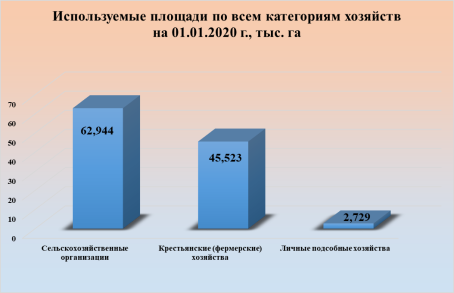 Используемые площади по всем категориям хозяйств
на 01.01.2020 г., тыс. га
70
60
50
40
30
20
10
0
62,944
45,523
2,729
Сельскохозяйственные
организации
Крестьянские (фермерские)
хозяйства
Личные подсобные хозяйства